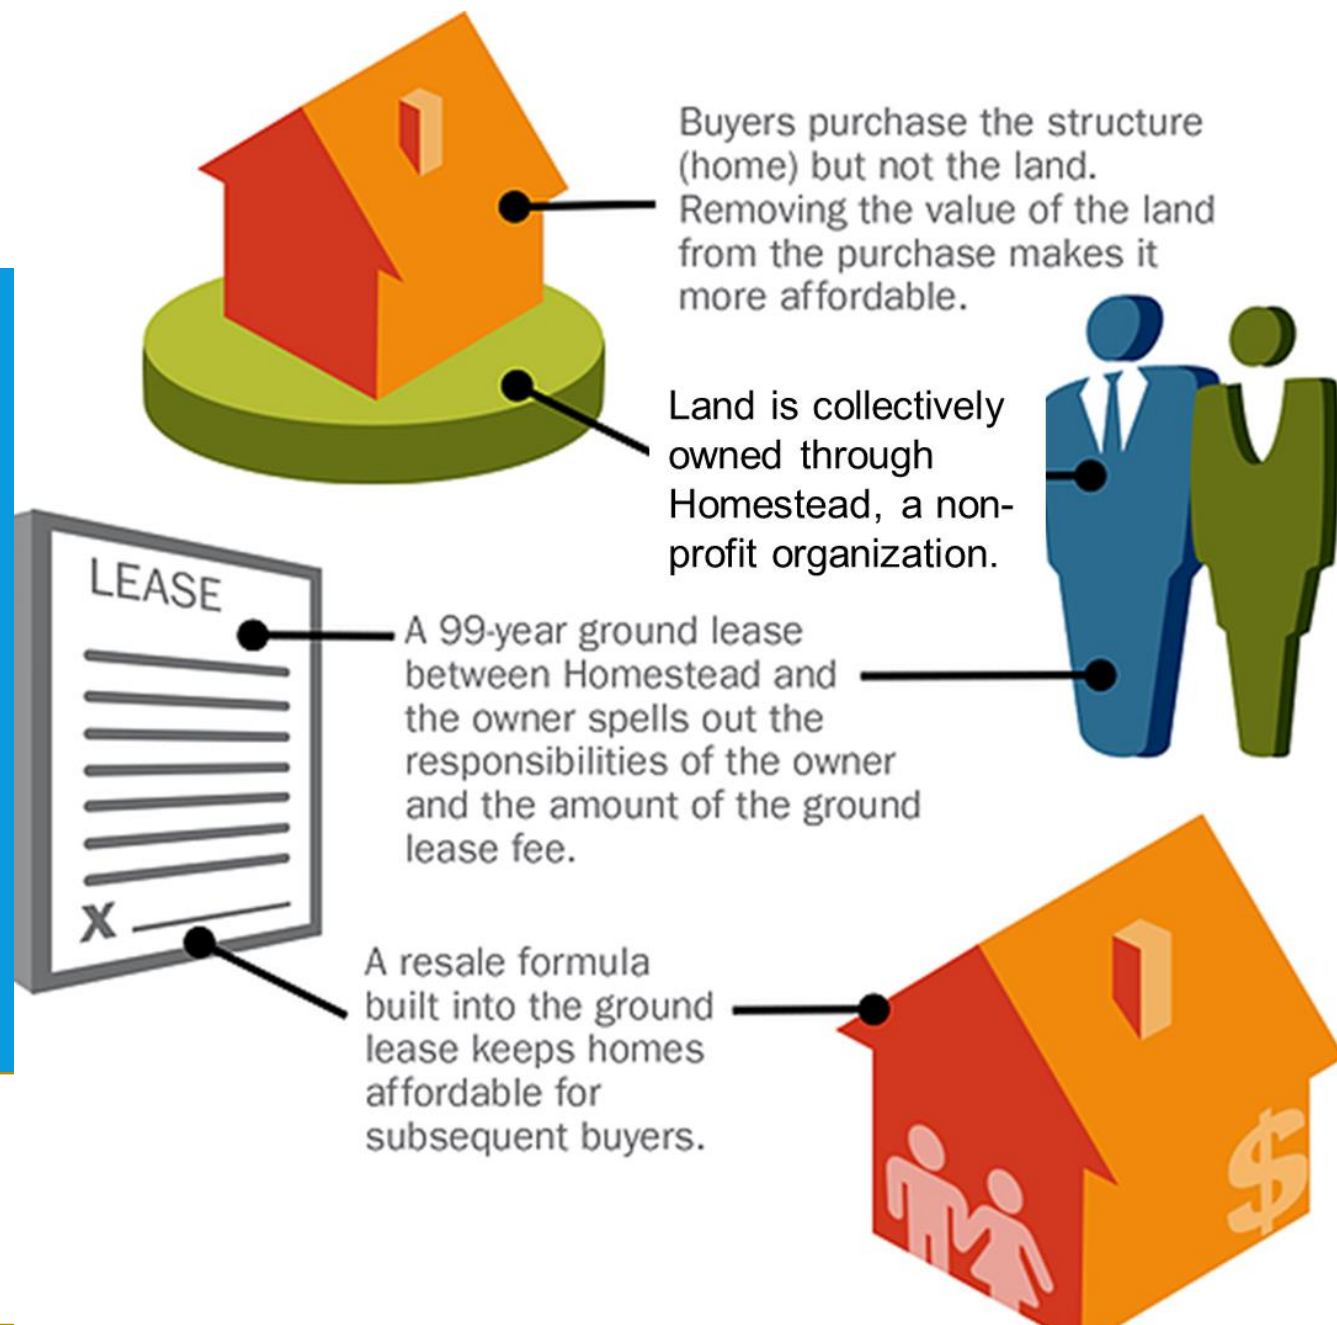 Buyers purchase the structure
(home) but not the land.
Removing the value of the land
from the purchase makes it
more affordable.
Land is collectively
owned through
Homestead, a non-
profit organization.
LEASE
A 99-year ground lease
between Homestead and
the owner spells out the
responsibilities of the owner
and the amount of the ground
lease fee.
X
A resale formula
built into the ground
lease keeps homes
affordable for
subsequent buyers.
$